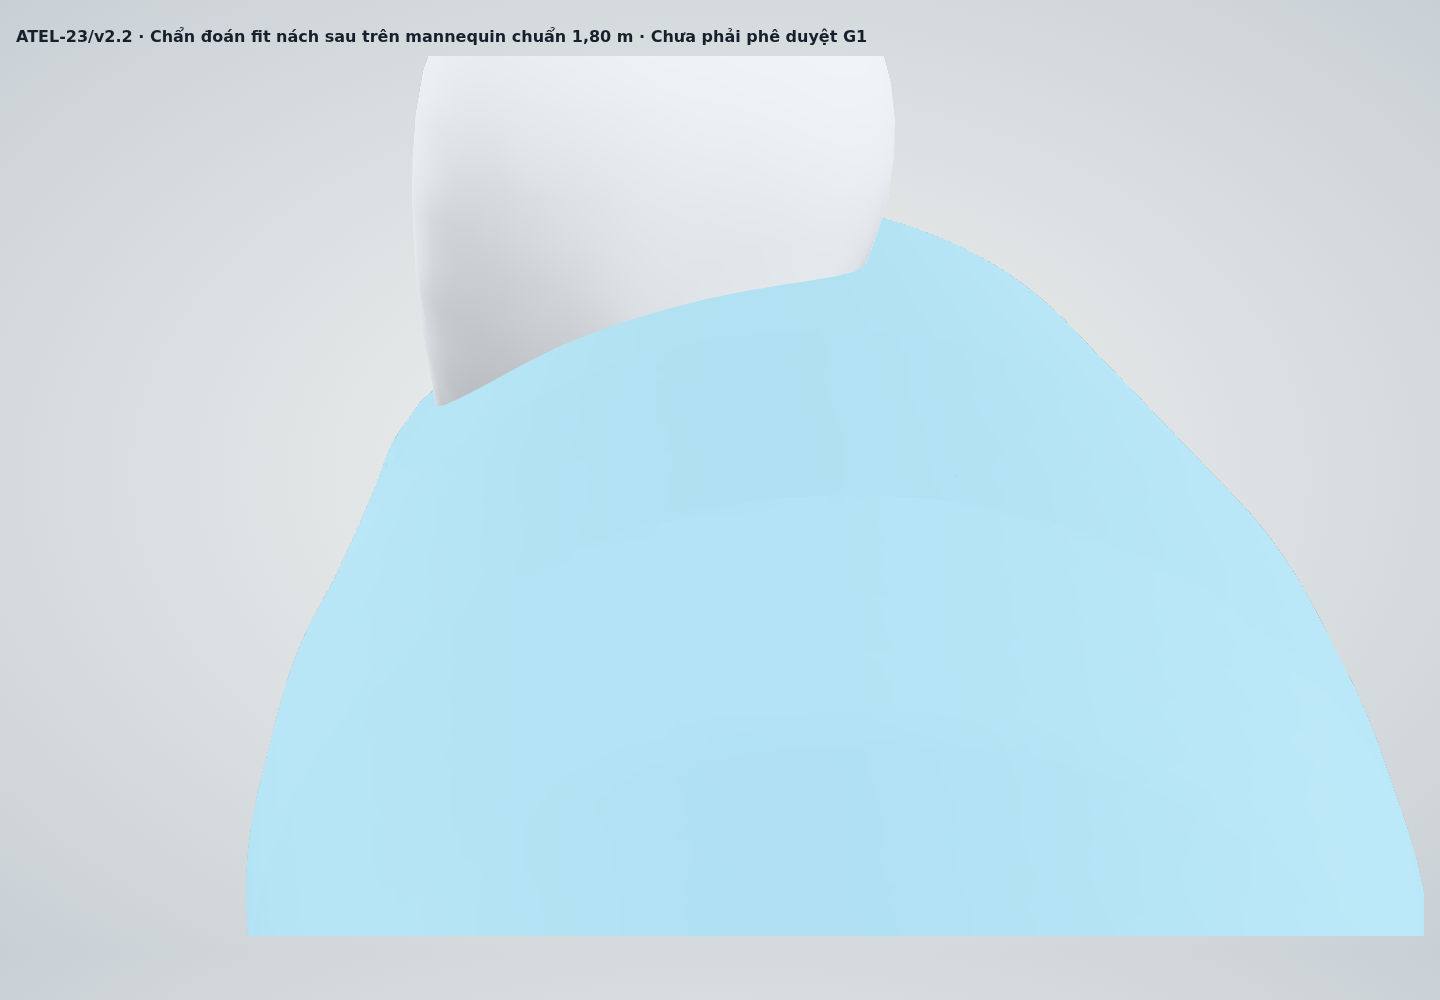 ATEL-23/v2.2 · Chẩn đoán fit nách sau trên mannequin chuẩn 1,80 m · Chưa phải phê duyệt G1